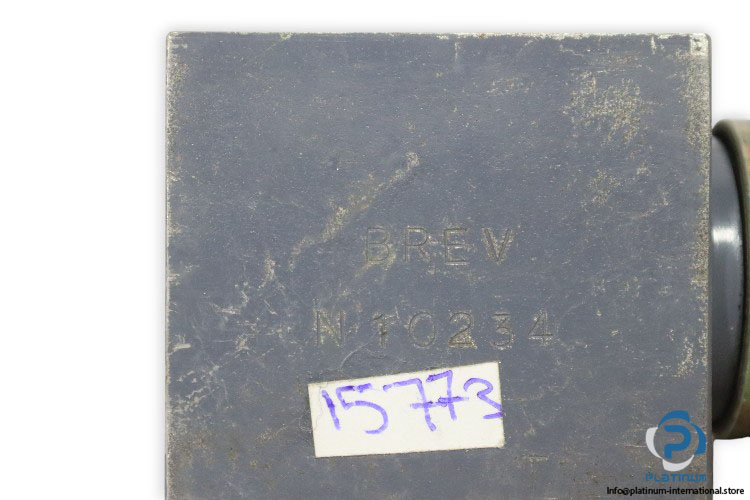 BREV
N 10234
15773
PLATINUM
Info@platinum-international.store